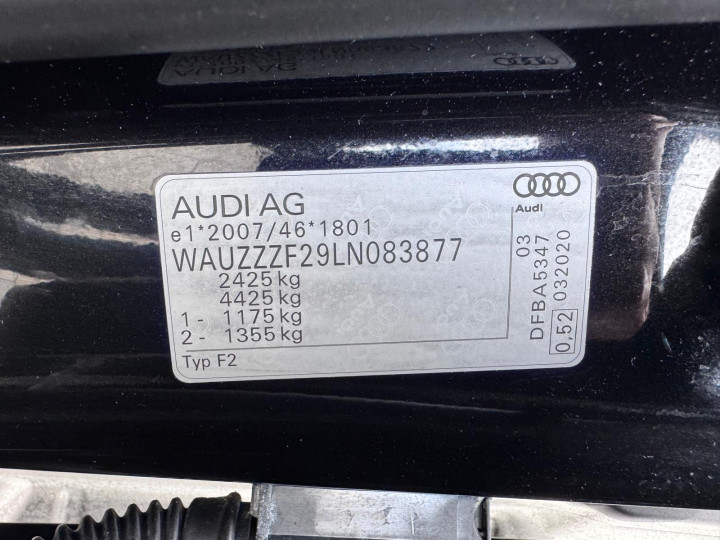 AUDI AG
e1*2007/46*1801
WAUZZZF29LN083877
2425 kg
4425 kg
1 - 1175 kg
2 - 1355 kg
Typ F2
Audi
03
DFBA5347
0,52 032020